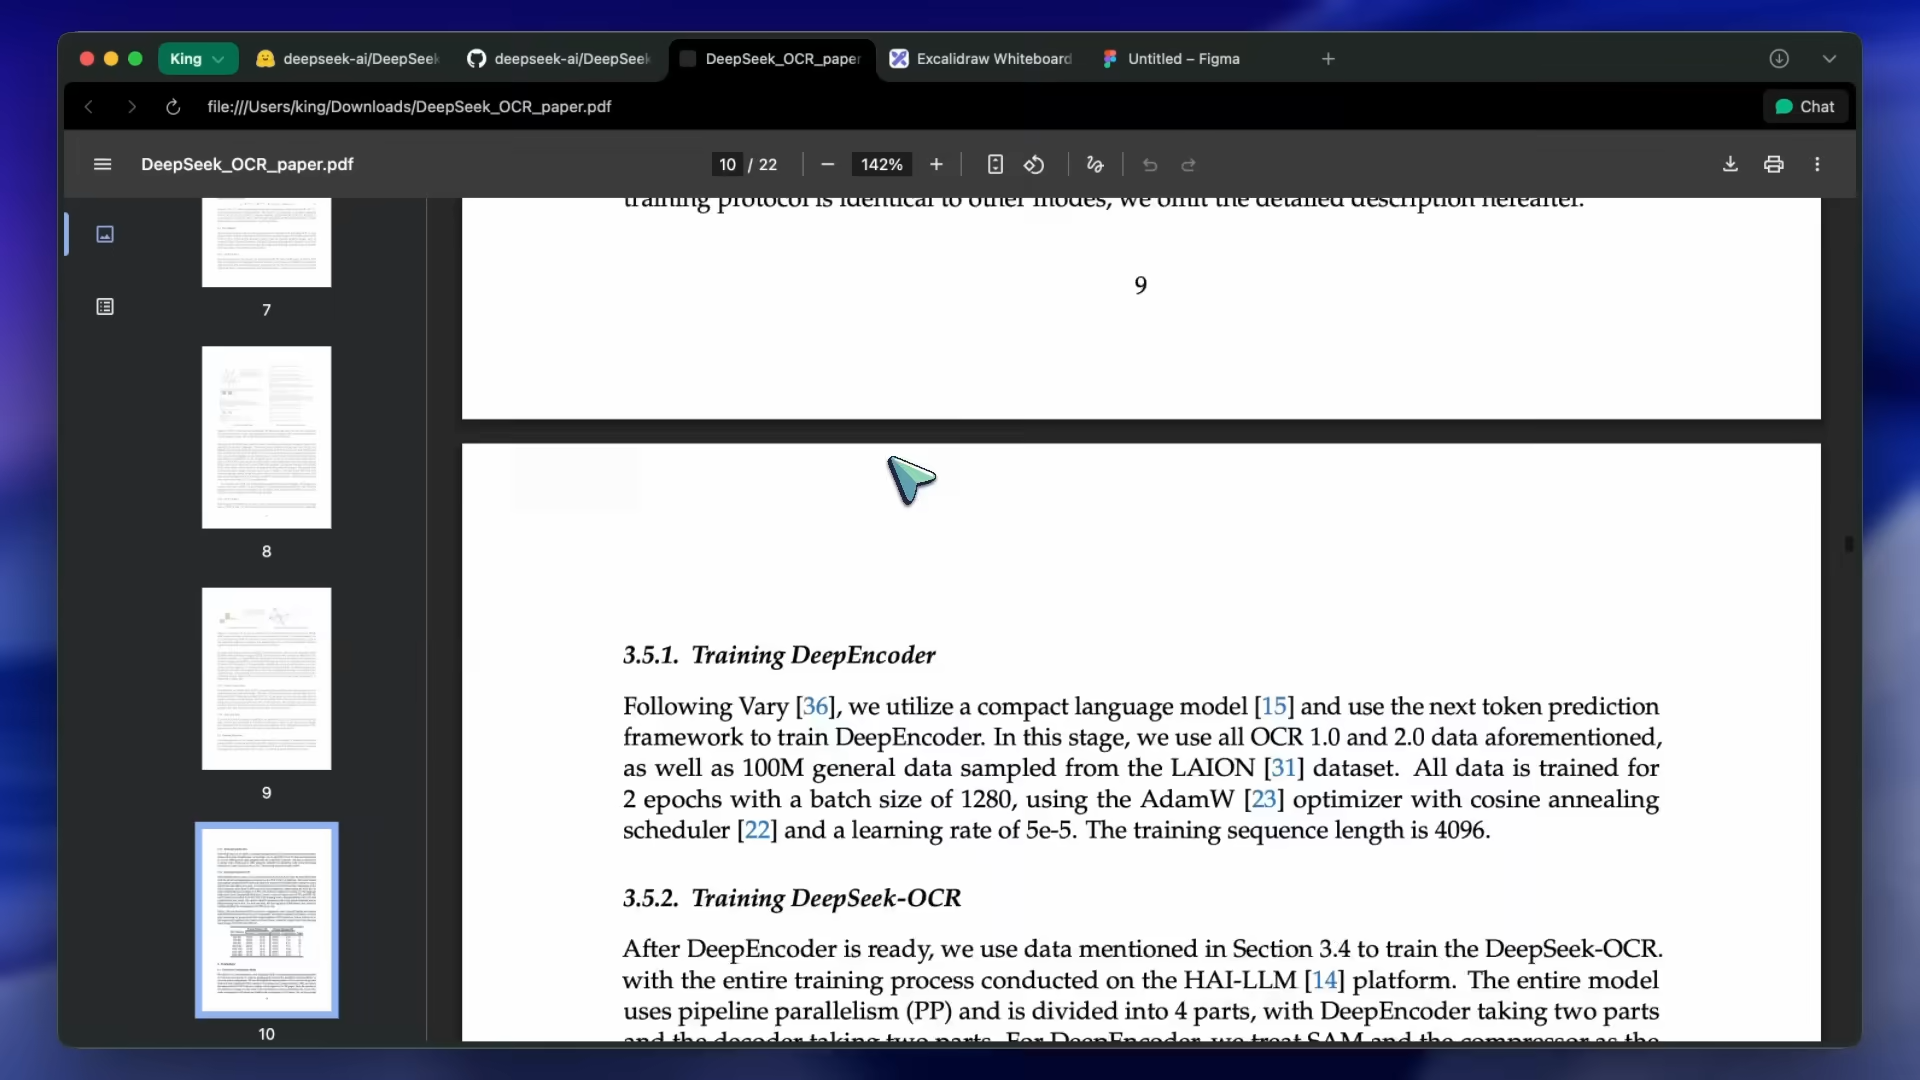 King
deepseek-ai/DeepSeek
deepseek-ai/DeepSeek
DeepSeek_OCR_paper
Excalidraw Whiteboard
Untitled – Figma
file:///Users/king/Downloads/DeepSeek_OCR_paper.pdf
Chat
DeepSeek_OCR_paper.pdf
10 / 22
142%
7
8
9
10
training protocol is identical to other modes, we omit the detailed description hereafter.
9
3.5.1. Training DeepEncoder
Following Vary [36], we utilize a compact language model [15] and use the next token prediction
framework to train DeepEncoder. In this stage, we use all OCR 1.0 and 2.0 data aforementioned,
as well as 100M general data sampled from the LAION [31] dataset. All data is trained for
2 epochs with a batch size of 1280, using the AdamW [23] optimizer with cosine annealing
scheduler [22] and a learning rate of 5e-5. The training sequence length is 4096.
3.5.2. Training DeepSeek-OCR
After DeepEncoder is ready, we use data mentioned in Section 3.4 to train the DeepSeek-OCR.
with the entire training process conducted on the HAI-LLM [14] platform. The entire model
uses pipeline parallelism (PP) and is divided into 4 parts, with DeepEncoder taking two parts
and the decoder taking two parts. For DeepEncoder, we treat SAM and the compressor as the